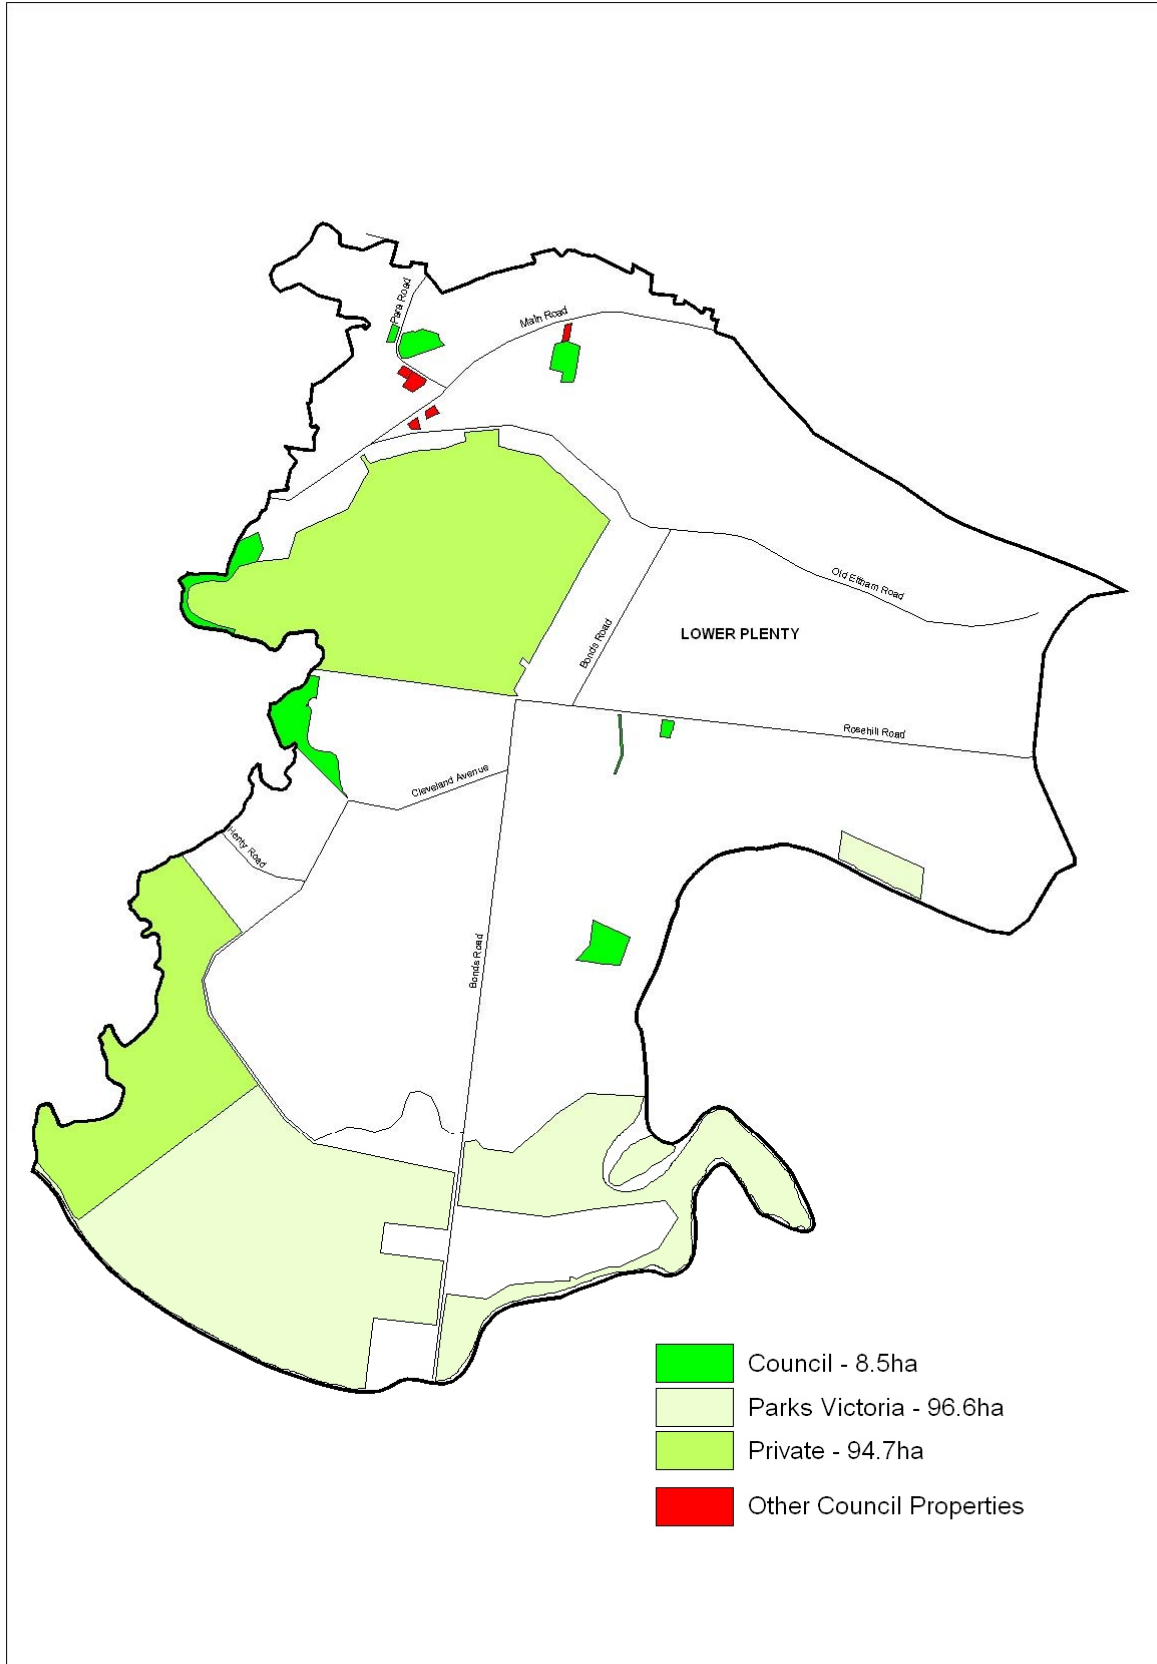 Para Road
Main Road
Old Eltham Road
Bonds Road
LOWER PLENTY
Rosehill Road
Cleveland Avenue
Henty Road
Bonds Road
Council - 8.5ha
Parks Victoria - 96.6ha
Private - 94.7ha
Other Council Properties